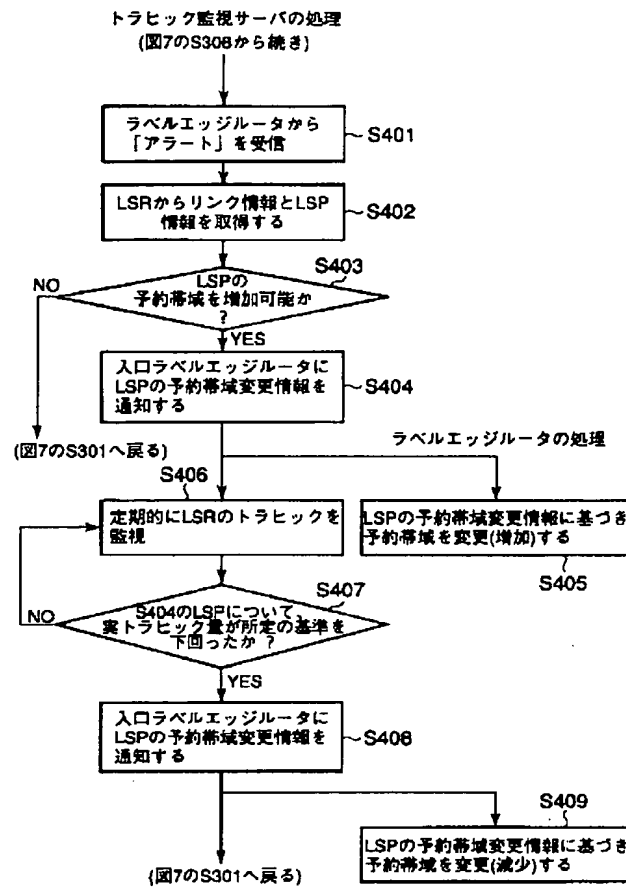 トラヒック監視サーバの処理
(図7のS308から続き)
ラベルエッジルータから
「アラート」を受信
S401
LSRからリンク情報とLSP
情報を取得する
S402
S403
NO
LSPの
予約帯域を増加可能か
?
YES
入口ラベルエッジルータに
LSPの予約帯域変更情報を
通知する
S404
(図7のS301へ戻る)
ラベルエッジルータの処理
S406
定期的にLSRのトラヒックを
監視
LSPの予約帯域変更情報に基づき
予約帯域を変更(増加)する
S405
S407
NO
S404のLSPについて、
実トラヒック量が所定の基準を
下回ったか ?
YES
入口ラベルエッジルータに
LSPの予約帯域変更情報を
通知する
S408
S409
LSPの予約帯域変更情報に基づき
予約帯域を変更(減少)する
(図7のS301へ戻る)